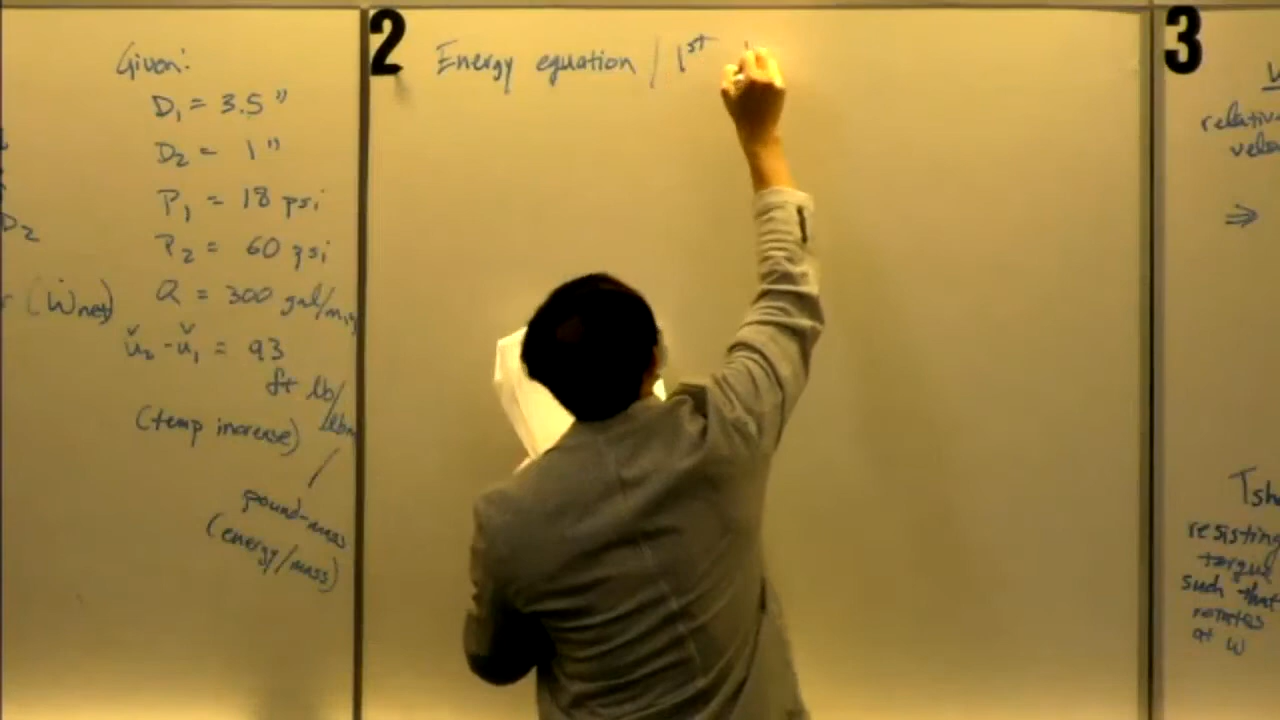 Given:
D₁ = 3.5"
D₂ = 1"
P₁ = 18 psi
P₂ = 60 psi
D₂
(Ẇnet)
Q = 300 gal/min
ǔ₂ - ǔ₁ = 93
ft lb/
lbm
(temp increase)
pound-mass
(energy/mass)
2
Energy equation / 1st
3
relative
⇒
resisting
torque
such that
rotates
at ω